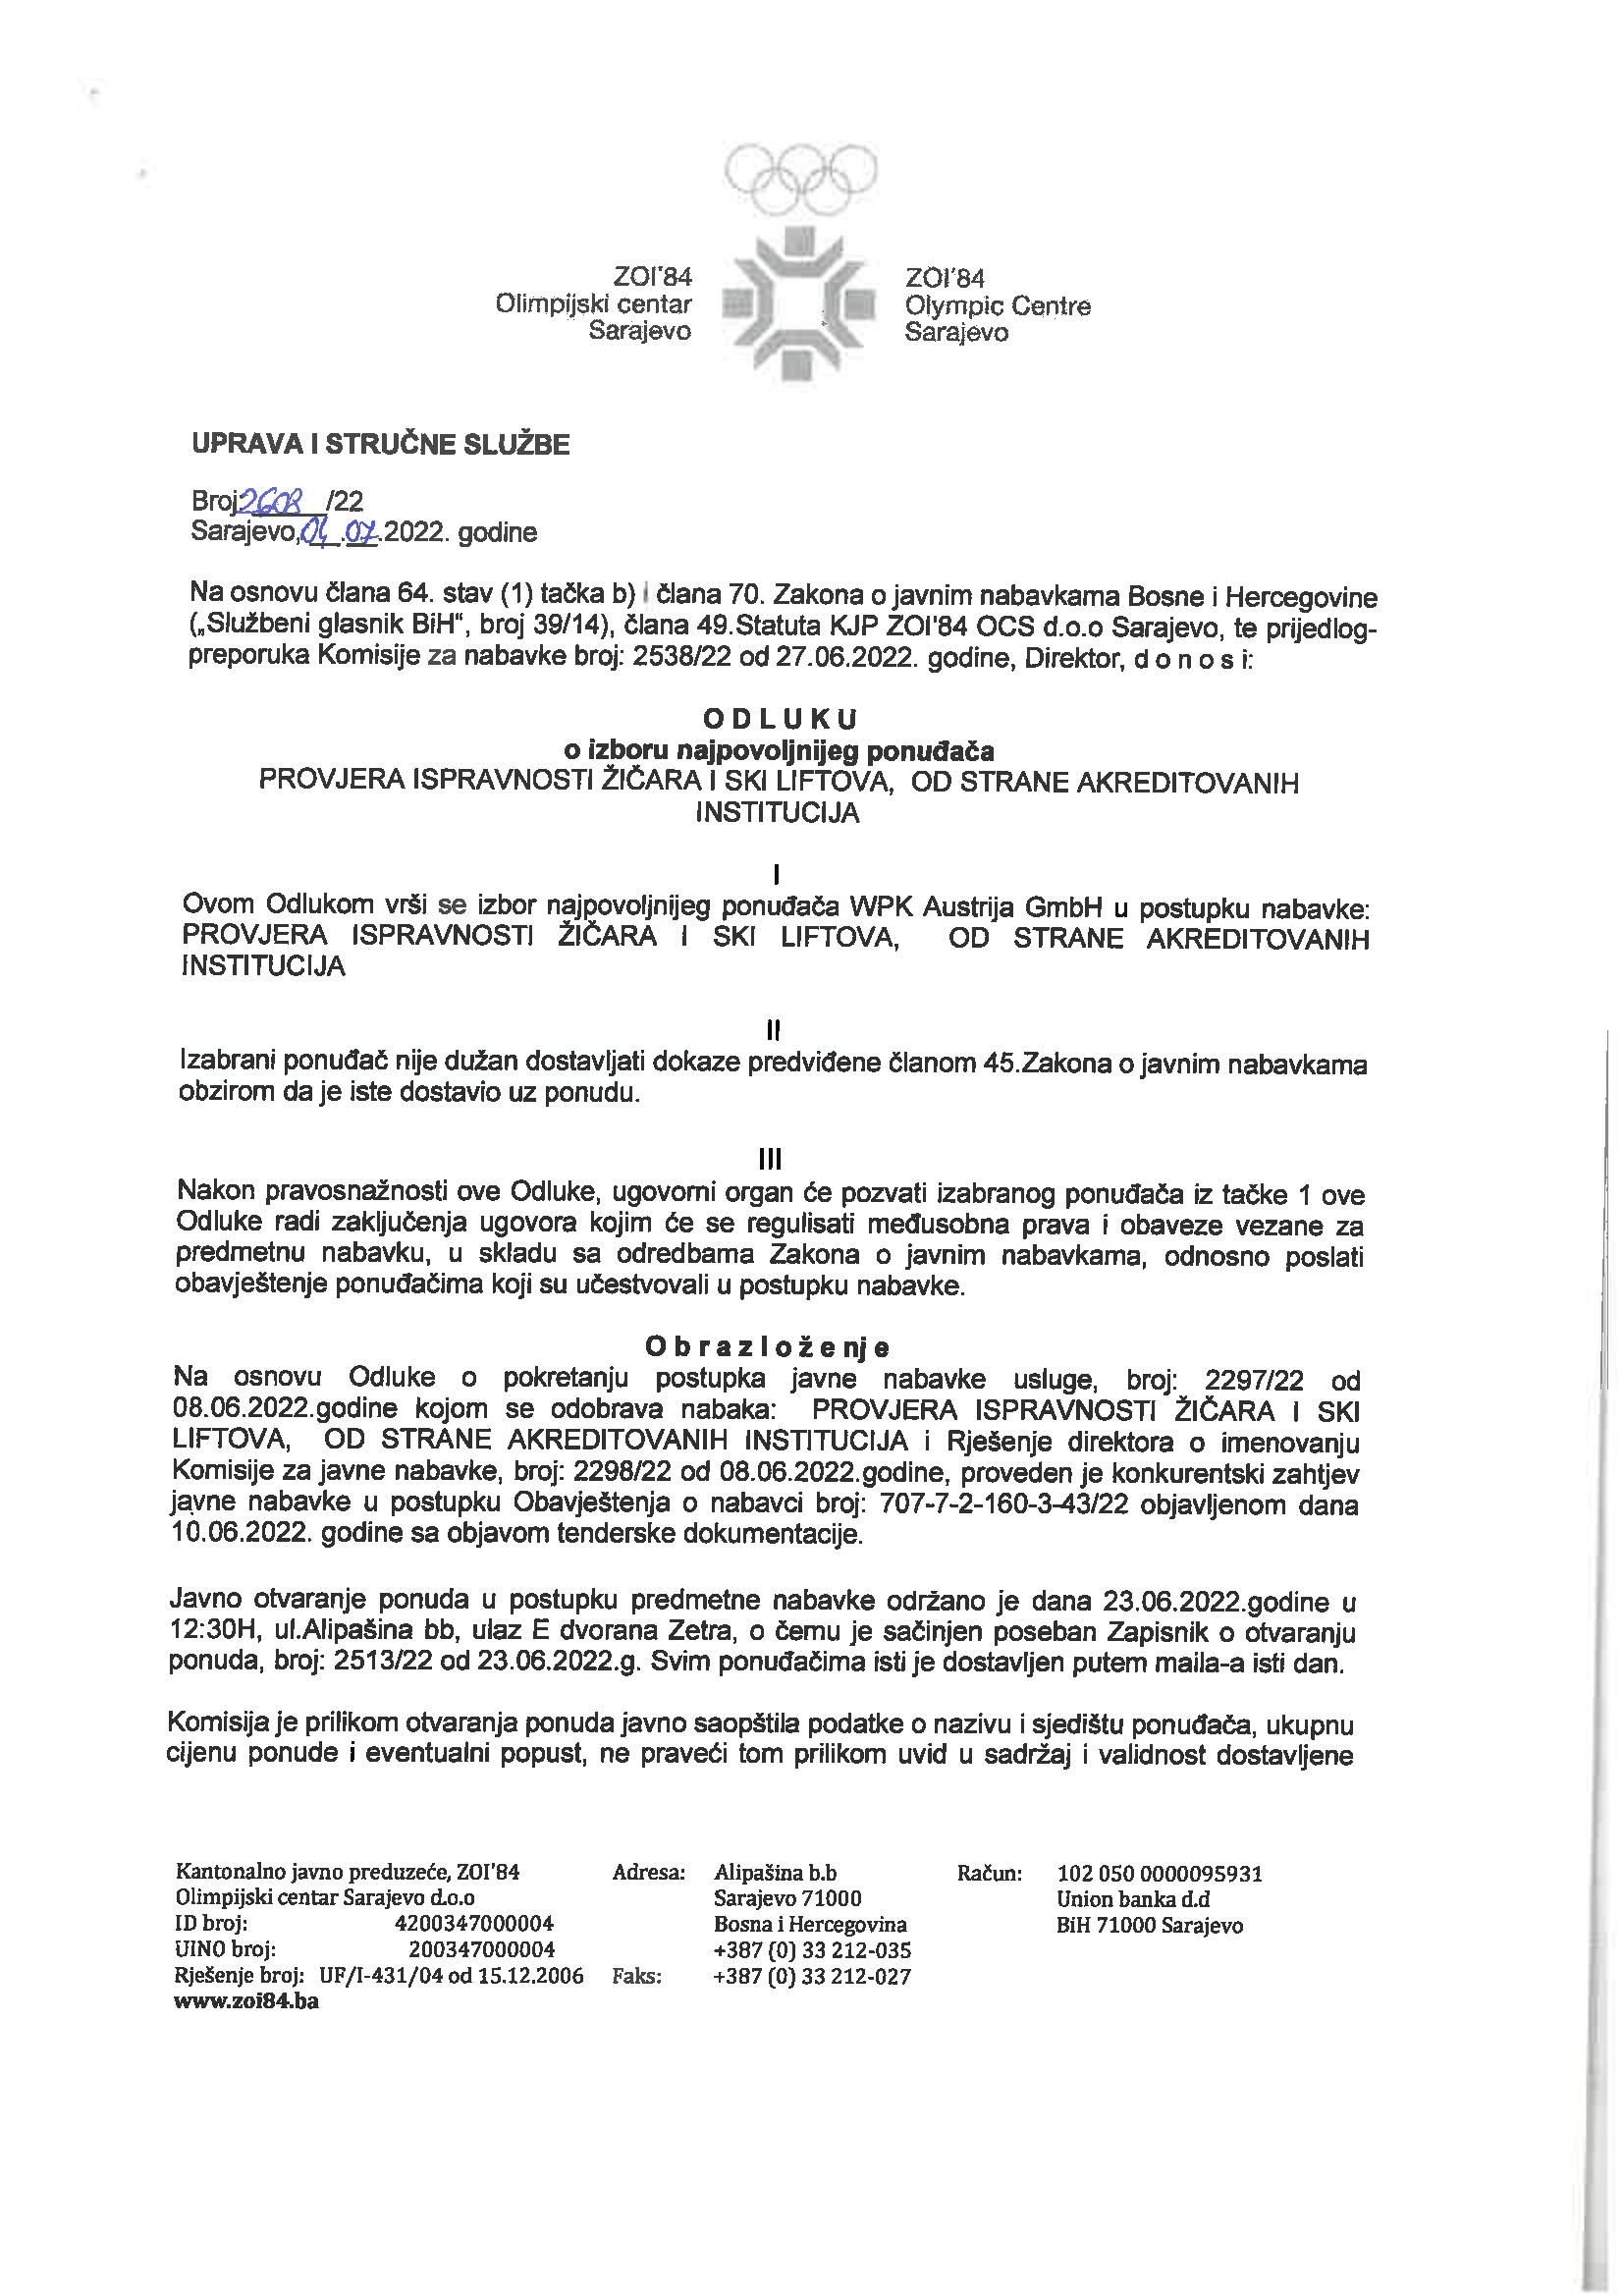 ZOI'84
Olimpijski centar
Sarajevo
ZOI'84
Olympic Centre
Sarajevo
UPRAVA I STRUČNE SLUŽBE
Broj:2608/22
Sarajevo,04.07.2022. godine
Na osnovu člana 64. stav (1) tačka b) i člana 70. Zakona o javnim nabavkama Bosne i Hercegovine
(„Službeni glasnik BiH“, broj 39/14), člana 49.Statuta KJP ZOI'84 OCS d.o.o Sarajevo, te prijedlog-
preporuka Komisije za nabavke broj: 2538/22 od 27.06.2022. godine, Direktor, d o n o s i:
O D L U K U
o izboru najpovoljnijeg ponuđača
PROVJERA ISPRAVNOSTI ŽIČARA I SKI LIFTOVA, OD STRANE AKREDITOVANIH
INSTITUCIJA
I
Ovom Odlukom vrši se izbor najpovoljnijeg ponuđača WPK Austrija GmbH u postupku nabavke:
PROVJERA ISPRAVNOSTI ŽIČARA I SKI LIFTOVA, OD STRANE AKREDITOVANIH
INSTITUCIJA
II
Izabrani ponuđač nije dužan dostavljati dokaze predviđene članom 45.Zakona o javnim nabavkama
obzirom da je iste dostavio uz ponudu.
III
Nakon pravosnažnosti ove Odluke, ugovorni organ će pozvati izabranog ponuđača iz tačke 1 ove
Odluke radi zaključenja ugovora kojim će se regulisati međusobna prava i obaveze vezane za
predmetnu nabavku, u skladu sa odredbama Zakona o javnim nabavkama, odnosno poslati
obavještenje ponuđačima koji su učestvovali u postupku nabavke.
O b r a z l o ž e nj e
Na osnovu Odluke o pokretanju postupka javne nabavke usluge, broj: 2297/22 od
08.06.2022.godine kojom se odobrava nabaka: PROVJERA ISPRAVNOSTI ŽIČARA I SKI
LIFTOVA, OD STRANE AKREDITOVANIH INSTITUCIJA i Rješenje direktora o imenovanju
Komisije za javne nabavke, broj: 2298/22 od 08.06.2022.godine, proveden je konkurentski zahtjev
javne nabavke u postupku Obavještenja o nabavci broj: 707-7-2-160-3-43/22 objavljenom dana
10.06.2022. godine sa objavom tenderske dokumentacije.
Javno otvaranje ponuda u postupku predmetne nabavke održano je dana 23.06.2022.godine u
12:30H, ul.Alipašina bb, ulaz E dvorana Zetra, o čemu je sačinjen poseban Zapisnik o otvaranju
ponuda, broj: 2513/22 od 23.06.2022.g. Svim ponuđačima isti je dostavljen putem maila-a isti dan.
Komisija je prilikom otvaranja ponuda javno saopštila podatke o nazivu i sjedištu ponuđača, ukupnu
cijenu ponude i eventualni popust, ne praveći tom prilikom uvid u sadržaj i validnost dostavljene
Kantonalno javno preduzeće, ZOI'84 Adresa: Alipašina b.b Račun: 102 050 0000095931
Olimpijski centar Sarajevo d.o.o Sarajevo 71000 Union banka d.d
ID broj: 4200347000004 Bosna i Hercegovina BiH 71000 Sarajevo
UINO broj: 200347000004 +387 (0) 33 212-035
Rješenje broj: UF/I-431/04 od 15.12.2006 Faks: +387 (0) 33 212-027
www.zoi84.ba